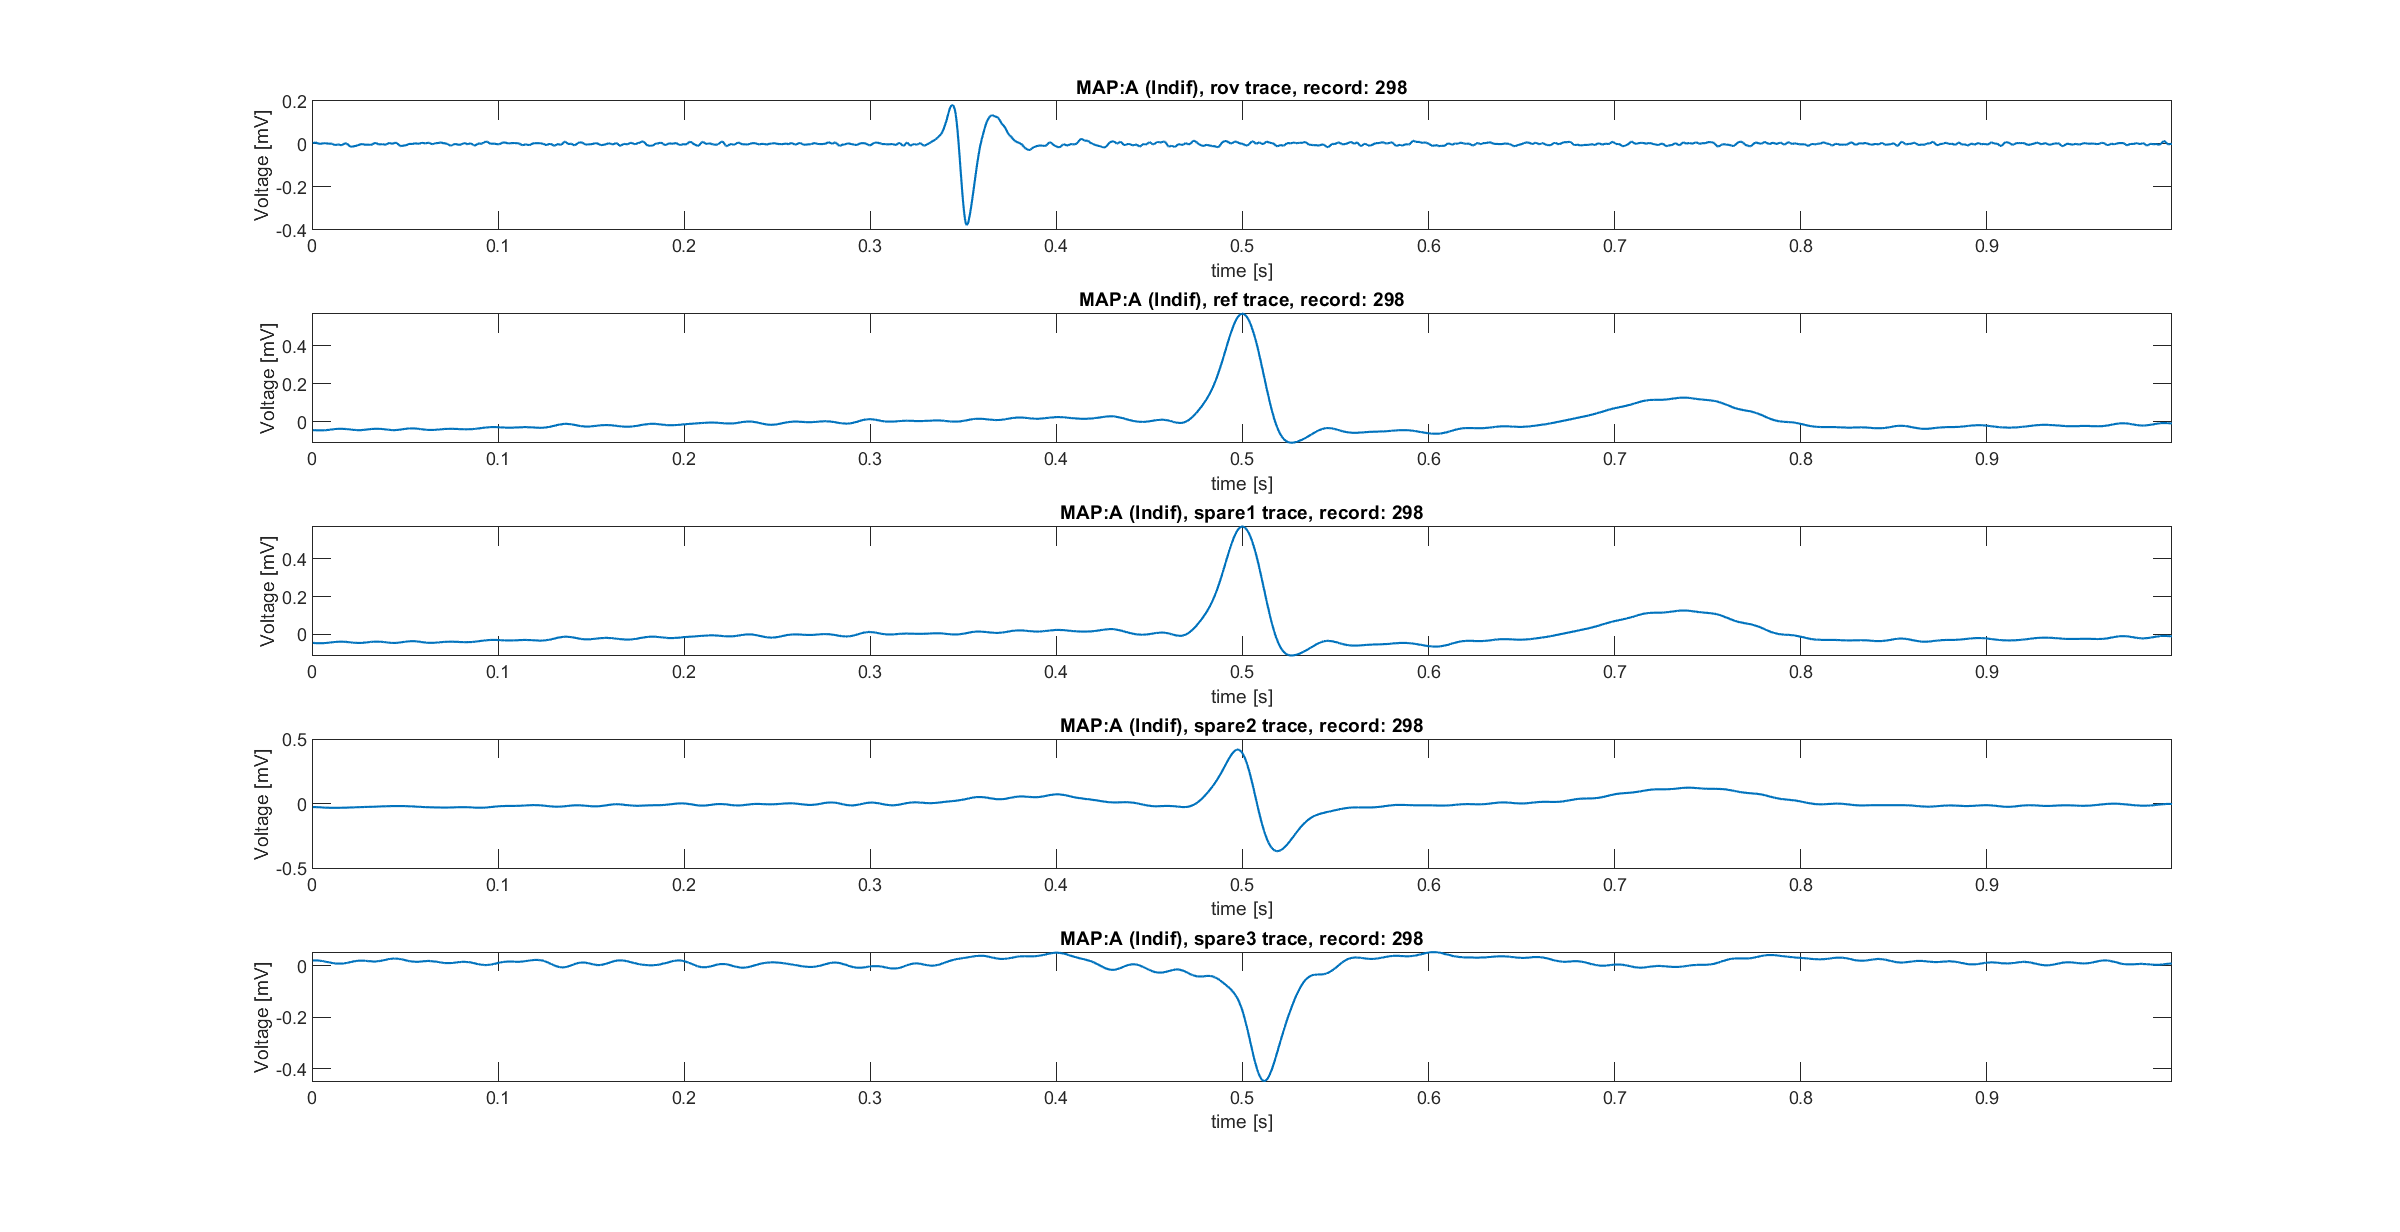 MAP:A (Indif), rov trace, record: 298
Voltage [mV]
0.2
0
-0.2
-0.4
0 0.1 0.2 0.3 0.4 0.5 0.6 0.7 0.8 0.9
time [s]
MAP:A (Indif), ref trace, record: 298
Voltage [mV]
0.4
0.2
0
0 0.1 0.2 0.3 0.4 0.5 0.6 0.7 0.8 0.9
time [s]
MAP:A (Indif), spare1 trace, record: 298
Voltage [mV]
0.4
0.2
0
0 0.1 0.2 0.3 0.4 0.5 0.6 0.7 0.8 0.9
time [s]
MAP:A (Indif), spare2 trace, record: 298
Voltage [mV]
0.5
0
-0.5
0 0.1 0.2 0.3 0.4 0.5 0.6 0.7 0.8 0.9
time [s]
MAP:A (Indif), spare3 trace, record: 298
Voltage [mV]
0
-0.2
-0.4
0 0.1 0.2 0.3 0.4 0.5 0.6 0.7 0.8 0.9
time [s]